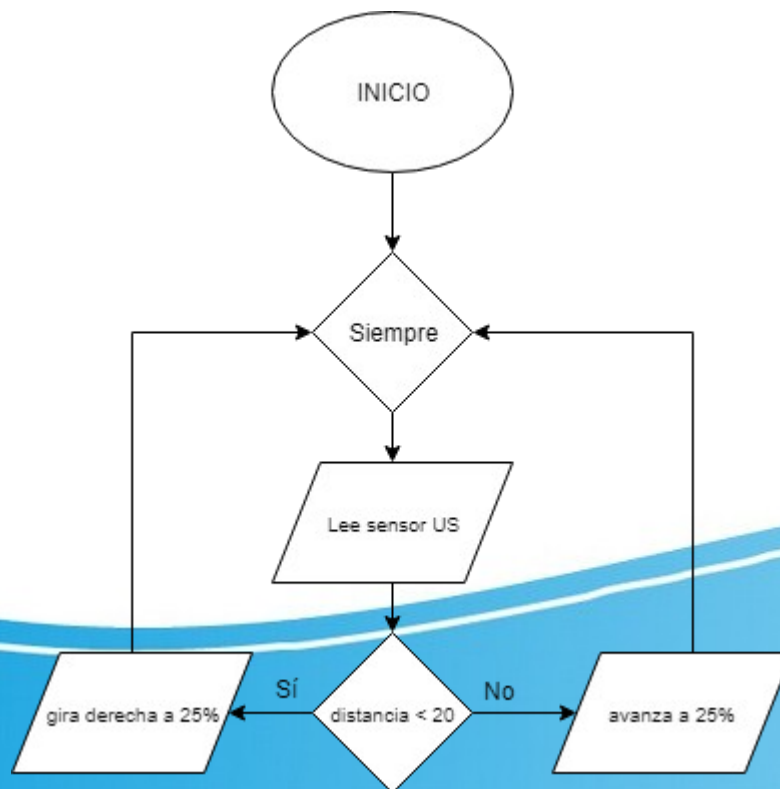 INICIO
Siempre
Lee sensor US
Sí
No
gira derecha a 25%
distancia < 20
avanza a 25%